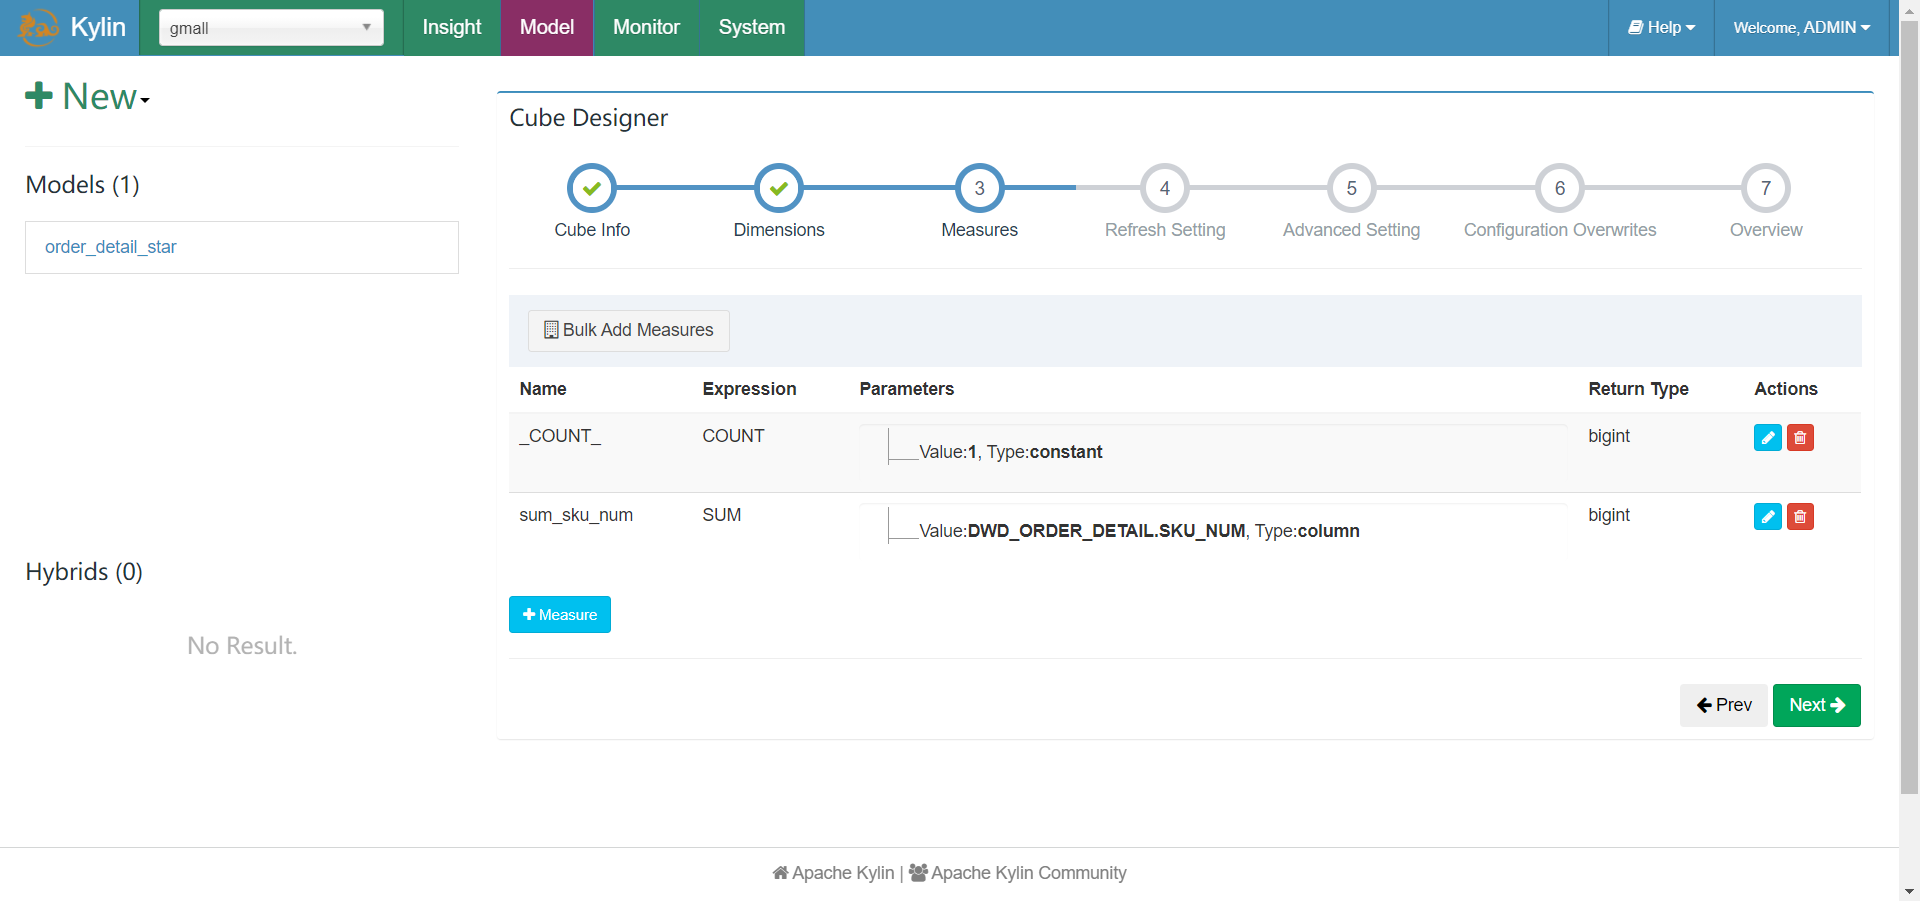 Kylin gmall Insight Model Monitor System Help Welcome, ADMIN
New
Models (1)
order_detail_star
Hybrids (0)
No Result.
Cube Designer
3 4 5 6 7
Cube Info Dimensions Measures Refresh Setting Advanced Setting Configuration Overwrites Overview
Bulk Add Measures
Name Expression Parameters Return Type Actions
_COUNT_ COUNT Value:1, Type:constant bigint
sum_sku_num SUM Value:DWD_ORDER_DETAIL.SKU_NUM, Type:column bigint
Measure
Prev Next
Apache Kylin | Apache Kylin Community